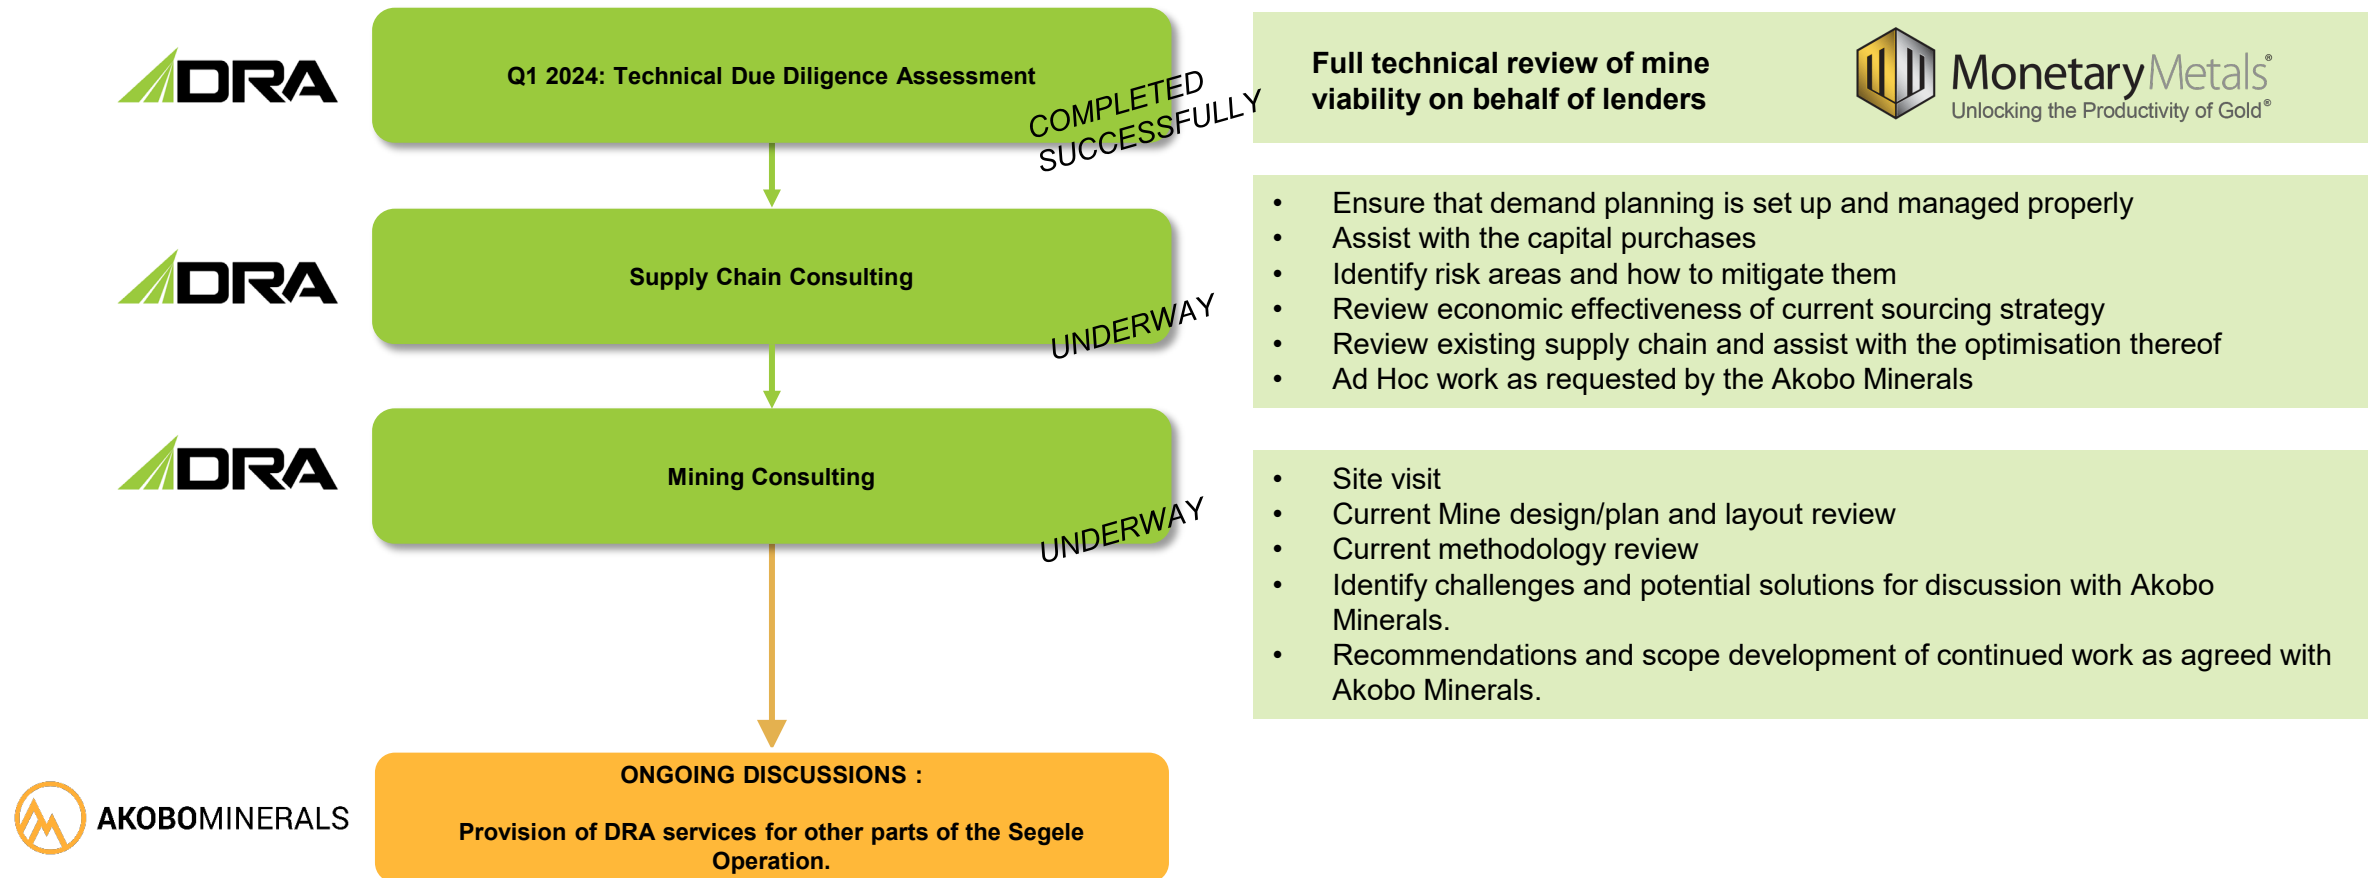 DRA
Q1 2024: Technical Due Diligence Assessment
COMPLETED
SUCCESSFULLY
Full technical review of mine
viability on behalf of lenders
MonetaryMetals®
Unlocking the Productivity of Gold®
DRA
Supply Chain Consulting
UNDERWAY
• Ensure that demand planning is set up and managed properly
• Assist with the capital purchases
• Identify risk areas and how to mitigate them
• Review economic effectiveness of current sourcing strategy
• Review existing supply chain and assist with the optimisation thereof
• Ad Hoc work as requested by the Akobo Minerals
DRA
Mining Consulting
UNDERWAY
• Site visit
• Current Mine design/plan and layout review
• Current methodology review
• Identify challenges and potential solutions for discussion with Akobo
Minerals.
• Recommendations and scope development of continued work as agreed with
Akobo Minerals.
AKOBOMINERALS
ONGOING DISCUSSIONS :
Provision of DRA services for other parts of the Segele
Operation.